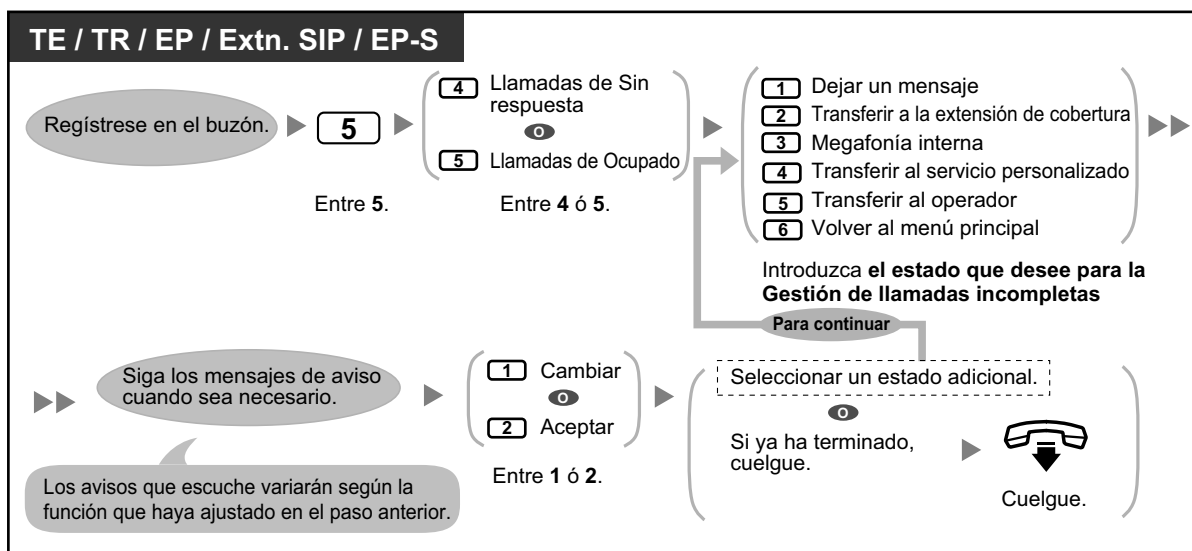 TE / TR / EP / Extn. SIP / EP-S
Regístrese en el buzón.
5
Entre 5.
4 Llamadas de Sin
respuesta
O
5 Llamadas de Ocupado
Entre 4 ó 5.
1 Dejar un mensaje
2 Transferir a la extensión de cobertura
3 Megafonía interna
4 Transferir al servicio personalizado
5 Transferir al operador
6 Volver al menú principal
Introduzca el estado que desee para la
Gestión de llamadas incompletas
Para continuar
Siga los mensajes de aviso
cuando sea necesario.
Los avisos que escuche variarán según la
función que haya ajustado en el paso anterior.
1 Cambiar
O
2 Aceptar
Entre 1 ó 2.
Seleccionar un estado adicional.
O
Si ya ha terminado,
cuelgue.
Cuelgue.